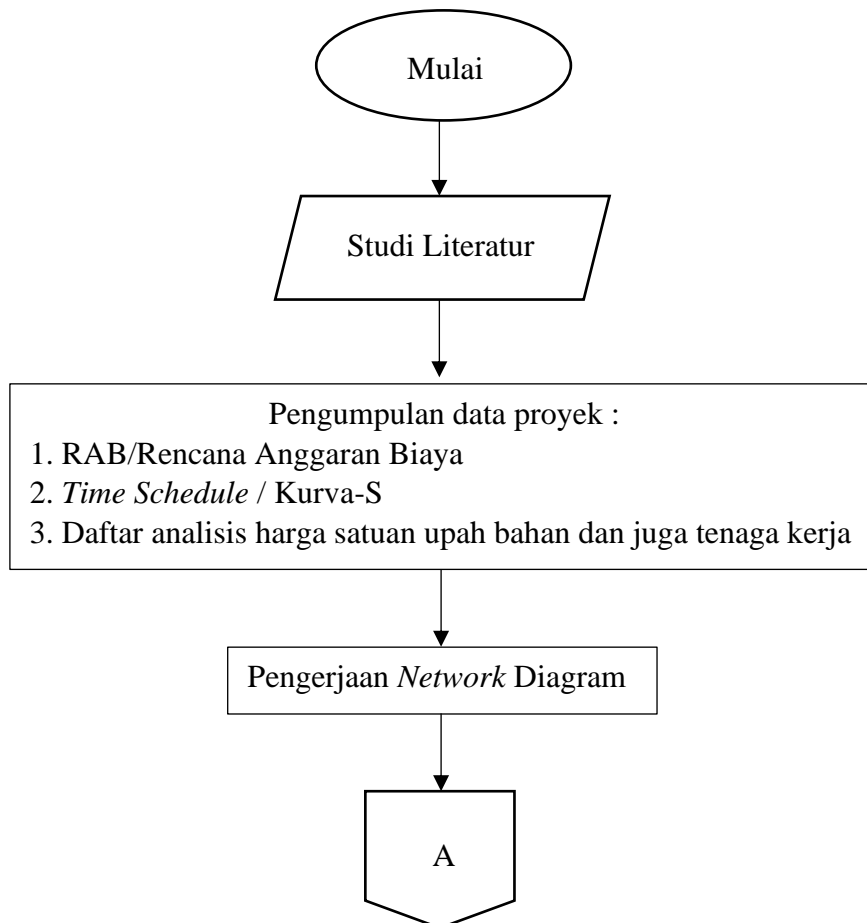 Mulai
Studi Literatur
Pengumpulan data proyek :
1. RAB/Rencana Anggaran Biaya
2. Time Schedule / Kurva-S
3. Daftar analisis harga satuan upah bahan dan juga tenaga kerja
Pengerjaan Network Diagram
A